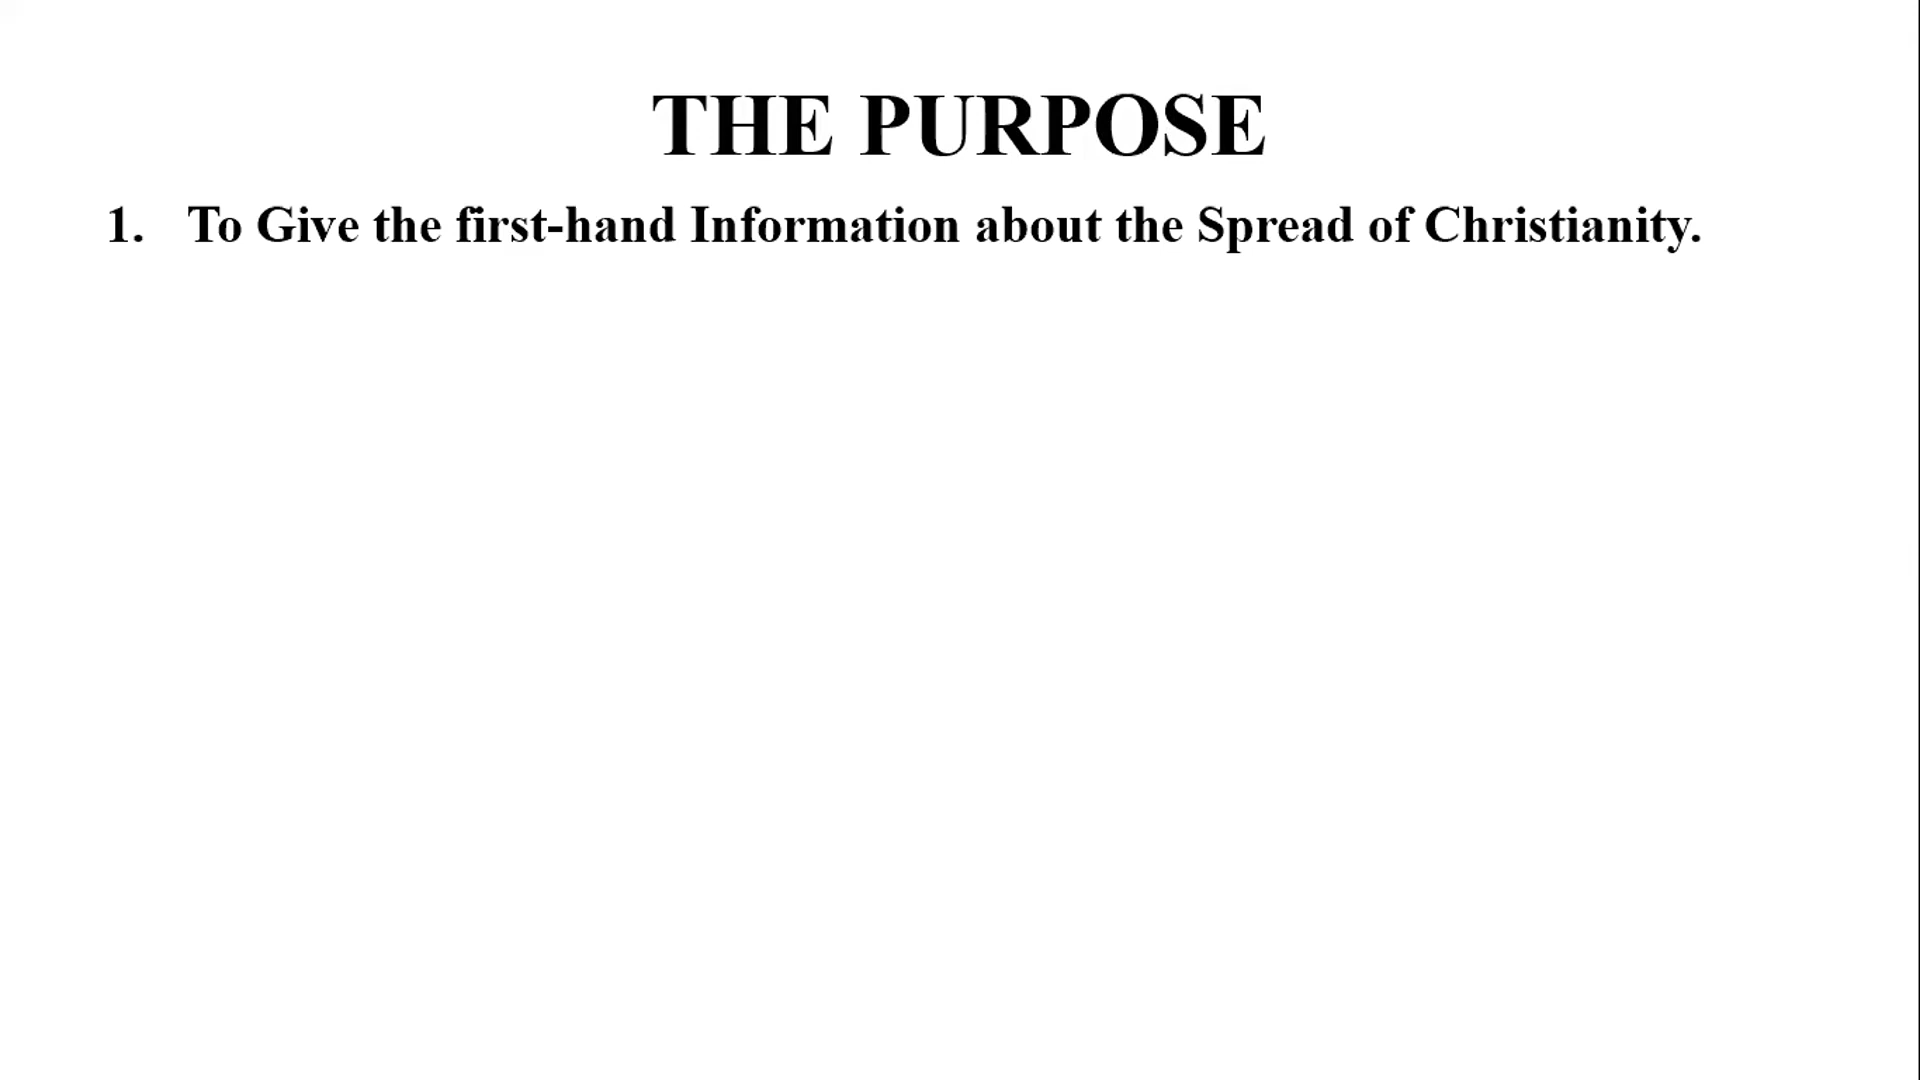 THE PURPOSE
1. To Give the first-hand Information about the Spread of Christianity.